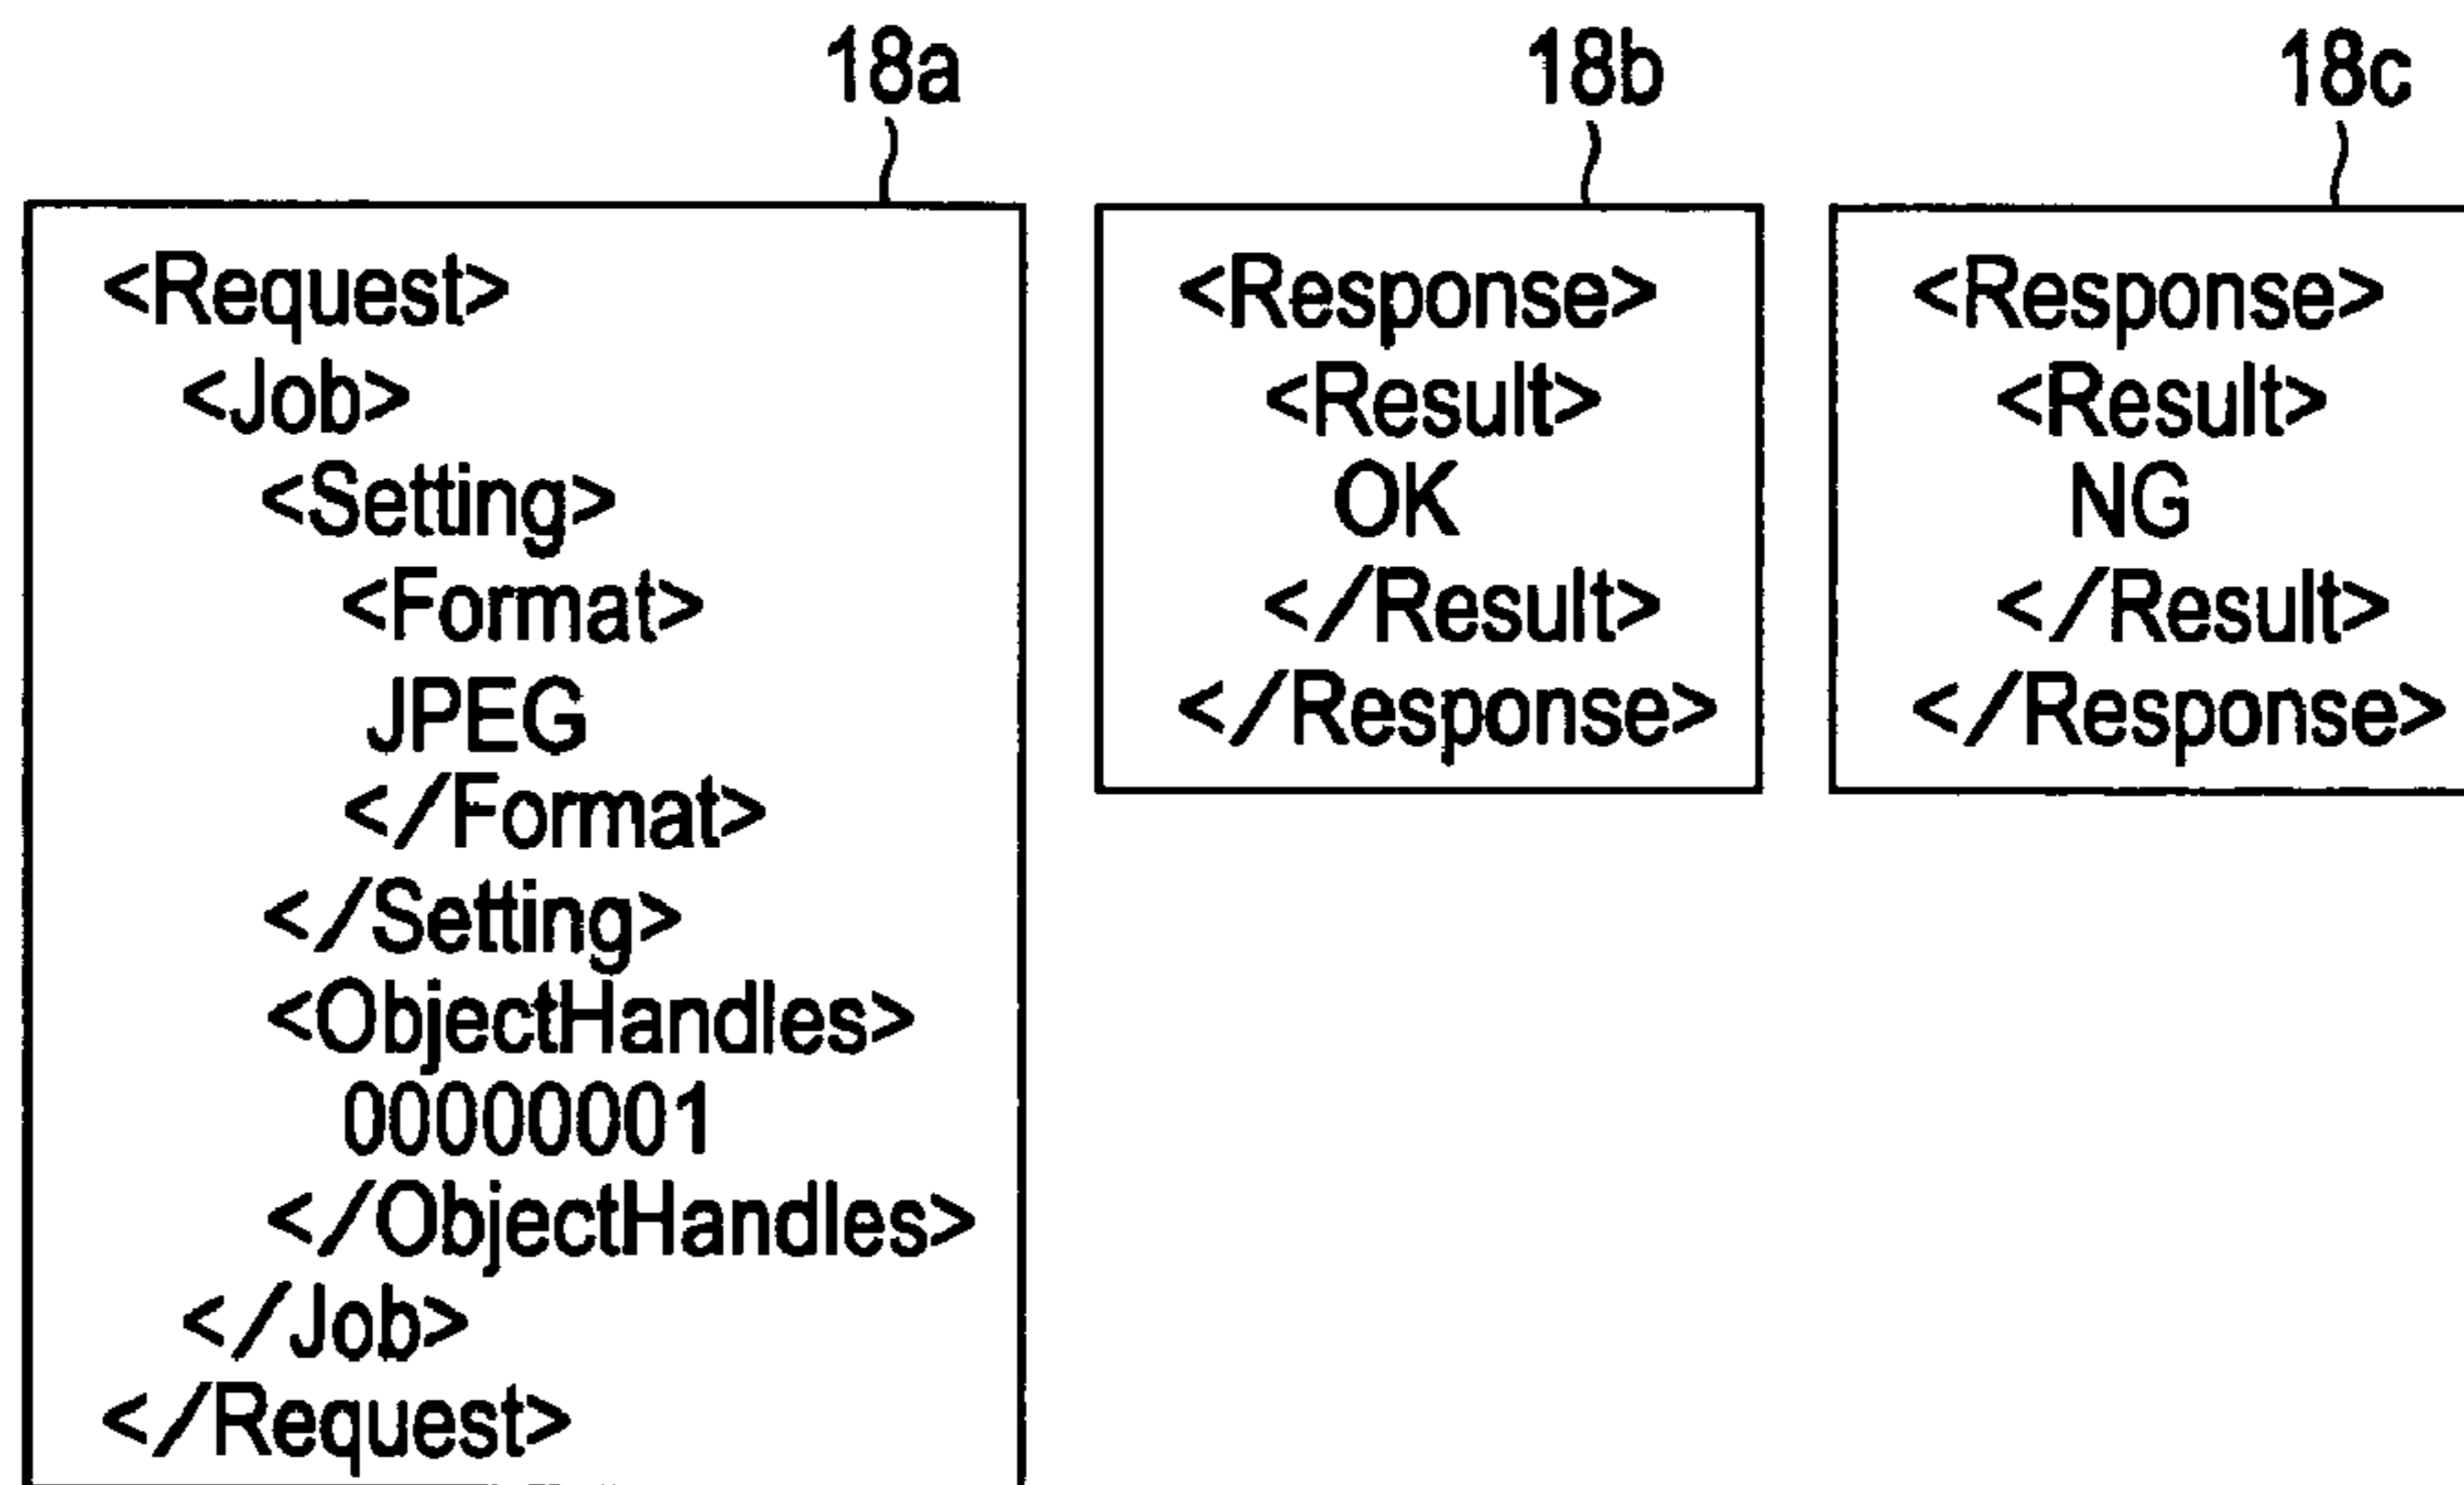 18a
<Request>
<Job>
<Setting>
<Format>
JPEG
</Format>
</Setting>
<ObjectHandles>
00000001
</ObjectHandles>
</Job>
</Request>
18b
<Response>
<Result>
OK
</Result>
</Response>
18c
<Response>
<Result>
NG
</Result>
</Response>